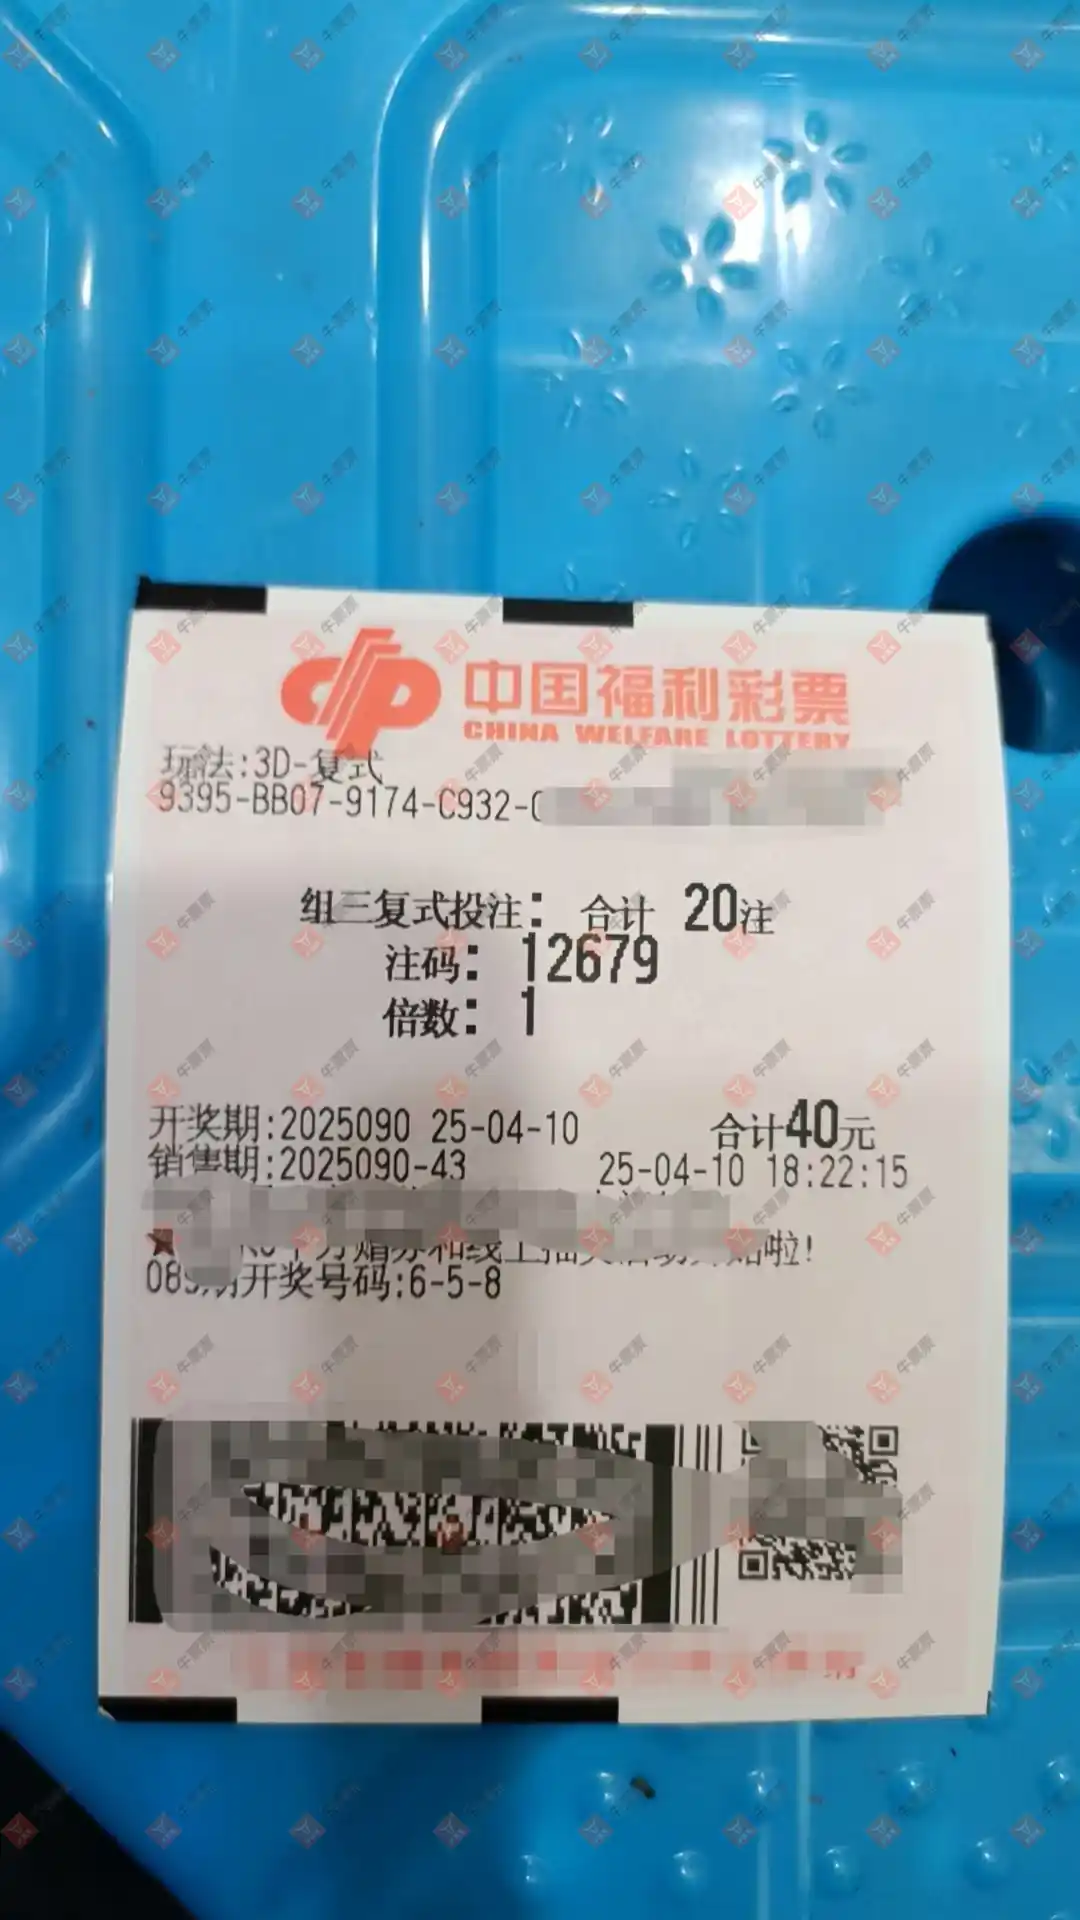 中国福利彩票
CHINA WELFARE LOTTERY
玩法:3D-复式
9395-BB07-9174-C932-
组三复式投注: 合计 20注
注码: 12679
倍数: 1
开奖期:2025090 25-04-10 合计40元
销售期:2025090-43 25-04-10 18:22:15
啦!
开奖号码:6-5-8
牛票票